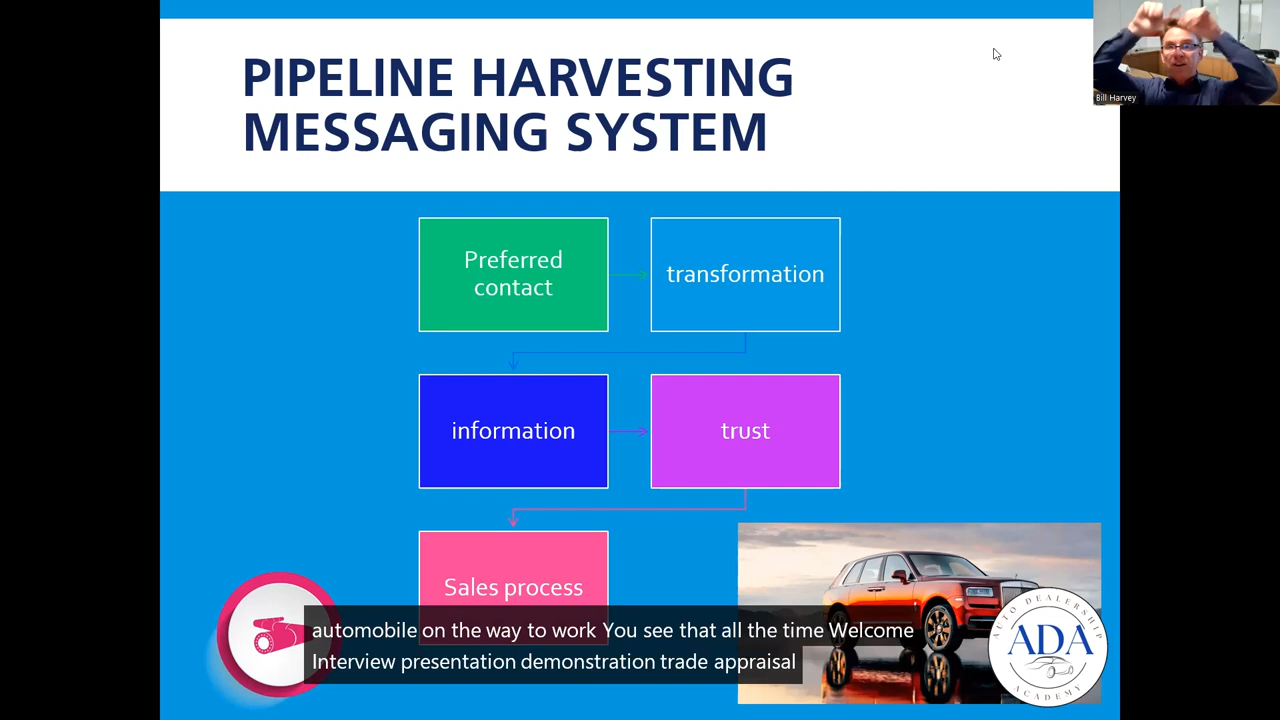 PIPELINE HARVESTING
MESSAGING SYSTEM
Bill Harvey
Preferred
contact
transformation
information
trust
Sales process
automobile on the way to work You see that all the time Welcome
Interview presentation demonstration trade appraisal
AUTO DEALERSHIP
ADA
ACADEMY